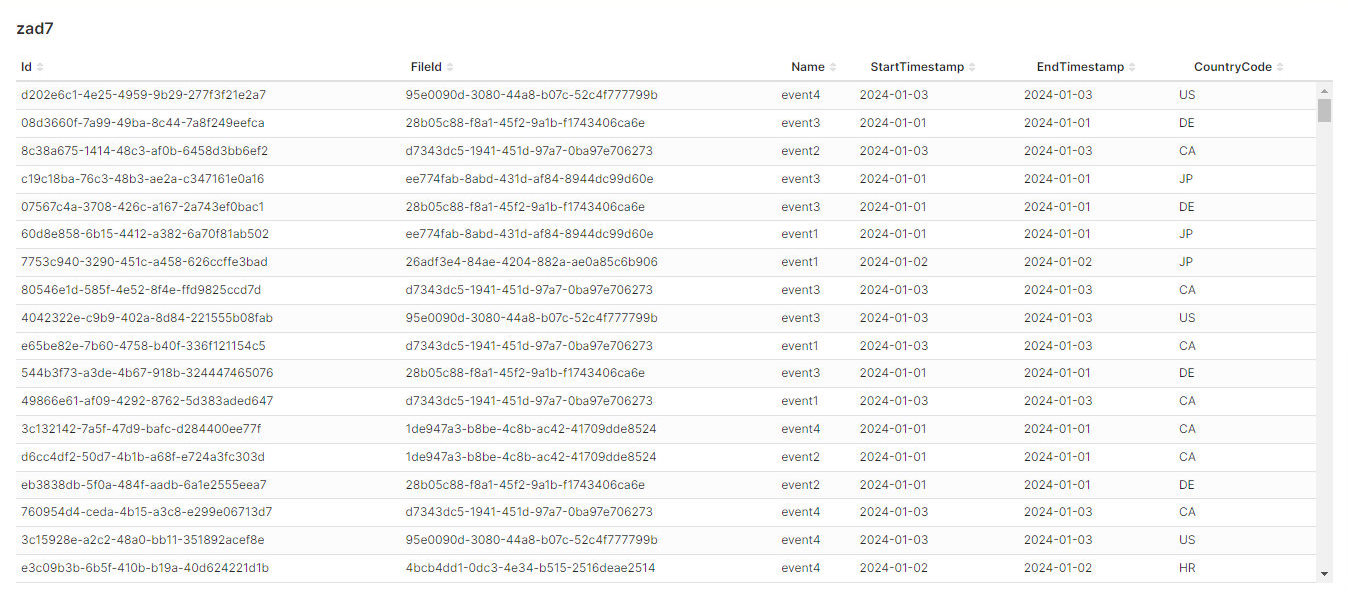 zad7
Id FileId Name StartTimestamp EndTimestamp CountryCode
d202e6c1-4e25-4959-9b29-277f3f21e2a7 95e0090d-3080-44a8-b07c-52c4f777799b event4 2024-01-03 2024-01-03 US
08d3660f-7a99-49ba-8c44-7a8f249eefca 28b05c88-f8a1-45f2-9a1b-f1743406ca6e event3 2024-01-01 2024-01-01 DE
8c38a675-1414-48c3-af0b-6458d3bb6ef2 d7343dc5-1941-451d-97a7-0ba97e706273 event2 2024-01-03 2024-01-03 CA
c19c18ba-76c3-48b3-ae2a-c347161e0a16 ee774fab-8abd-431d-af84-8944dc99d60e event3 2024-01-01 2024-01-01 JP
07567c4a-3708-426c-a167-2a743ef0bac1 28b05c88-f8a1-45f2-9a1b-f1743406ca6e event3 2024-01-01 2024-01-01 DE
60d8e858-6b15-4412-a382-6a70f81ab502 ee774fab-8abd-431d-af84-8944dc99d60e event1 2024-01-01 2024-01-01 JP
7753c940-3290-451c-a458-626ccffe3bad 26adf3e4-84ae-4204-882a-ae0a85c6b906 event1 2024-01-02 2024-01-02 JP
80546e1d-585f-4e52-8f4e-ffd9825ccd7d d7343dc5-1941-451d-97a7-0ba97e706273 event3 2024-01-03 2024-01-03 CA
4042322e-c9b9-402a-8d84-221555b08fab 95e0090d-3080-44a8-b07c-52c4f777799b event3 2024-01-03 2024-01-03 US
e65be82e-7b60-4758-b40f-336f121154c5 d7343dc5-1941-451d-97a7-0ba97e706273 event1 2024-01-03 2024-01-03 CA
544b3f73-a3de-4b67-918b-324447465076 28b05c88-f8a1-45f2-9a1b-f1743406ca6e event3 2024-01-01 2024-01-01 DE
49866e61-af09-4292-8762-5d383aded647 d7343dc5-1941-451d-97a7-0ba97e706273 event1 2024-01-03 2024-01-03 CA
3c132142-7a5f-47d9-bafc-d284400ee77f 1de947a3-b8be-4c8b-ac42-41709dde8524 event4 2024-01-01 2024-01-01 CA
d6cc4df2-50d7-4b1b-a68f-e724a3fc303d 1de947a3-b8be-4c8b-ac42-41709dde8524 event2 2024-01-01 2024-01-01 CA
eb3838db-5f0a-484f-aadb-6a1e2555eea7 28b05c88-f8a1-45f2-9a1b-f1743406ca6e event2 2024-01-01 2024-01-01 DE
760954d4-ceda-4b15-a3c8-e299e06713d7 d7343dc5-1941-451d-97a7-0ba97e706273 event4 2024-01-03 2024-01-03 CA
3c15928e-a2c2-48a0-bb11-351892acef8e 95e0090d-3080-44a8-b07c-52c4f777799b event4 2024-01-03 2024-01-03 US
e3c09b3b-6b5f-410b-b19a-40d624221d1b 4bcb4dd1-0dc3-4e34-b515-2516deae2514 event4 2024-01-02 2024-01-02 HR